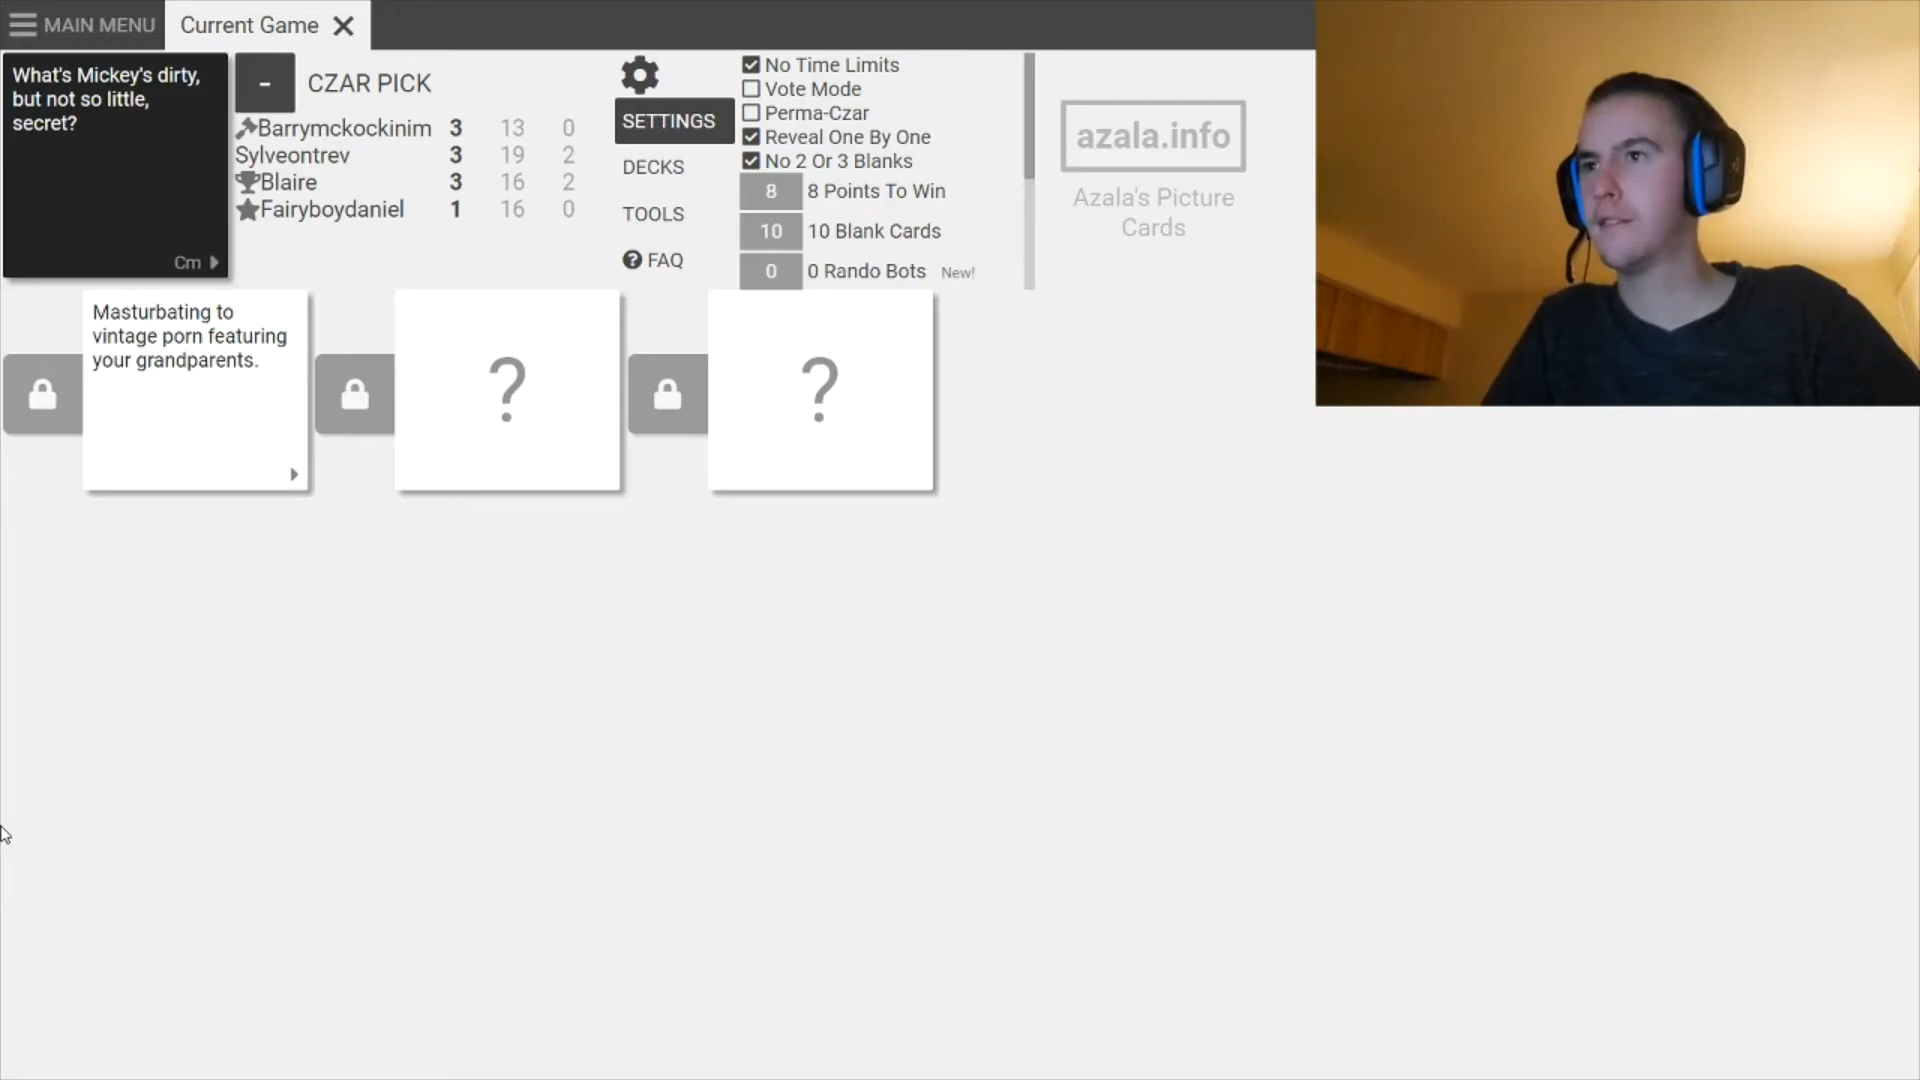 MAIN MENU
Current Game
What's Mickey's dirty,
but not so little,
secret?
Cm
-
CZAR PICK
Barrymckockinim 3 13 0
Sylveontrev 3 19 2
Blaire 3 16 2
Fairyboydaniel 1 16 0
SETTINGS
DECKS
TOOLS
? FAQ
No Time Limits
Vote Mode
Perma-Czar
Reveal One By One
No 2 Or 3 Blanks
8 8 Points To Win
10 10 Blank Cards
0 0 Rando Bots New!
azala.info
Azala's Picture
Cards
Masturbating to
vintage porn featuring
your grandparents.
?
?